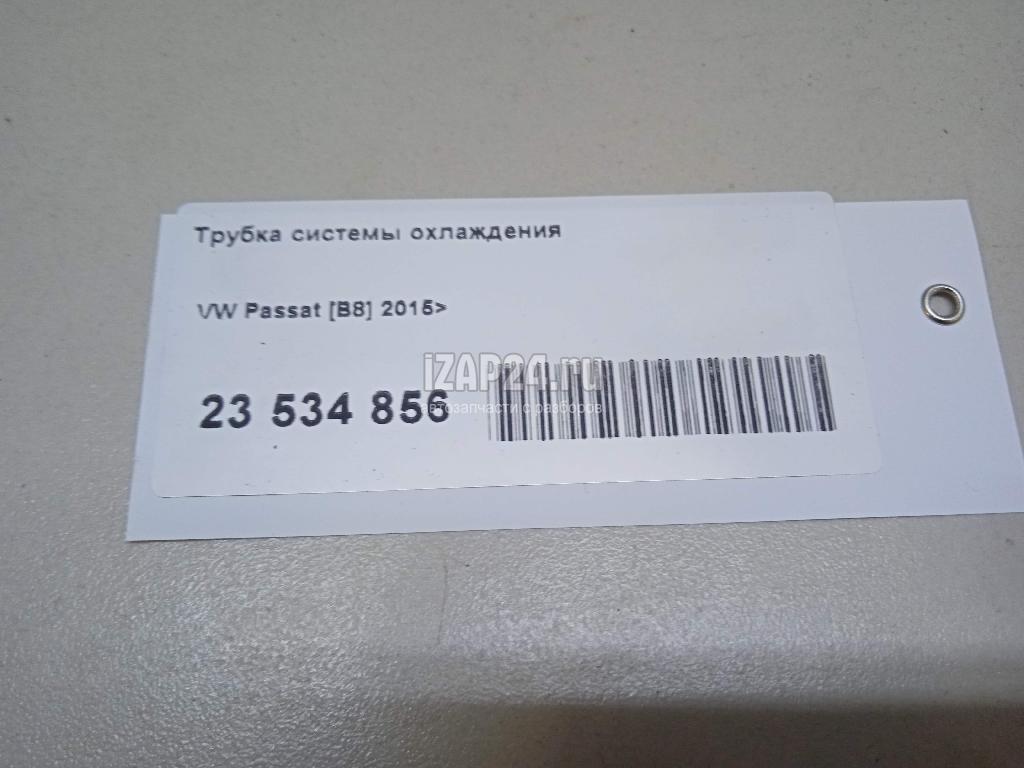 Трубка системы охлаждения
VW Passat [B8] 2015>
iZAP24.ru
23 534 856
автозапчасти с разборов